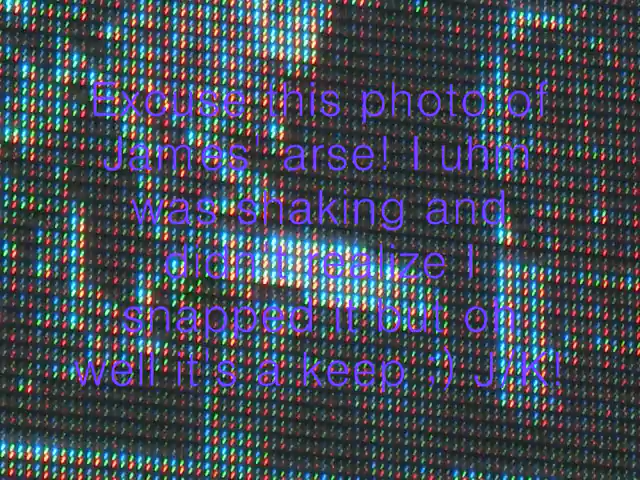 Excuse this photo of
James' arse! I uhm
was shaking and
didn't realize I
snapped it but oh
well it's a keep ;) J/K!